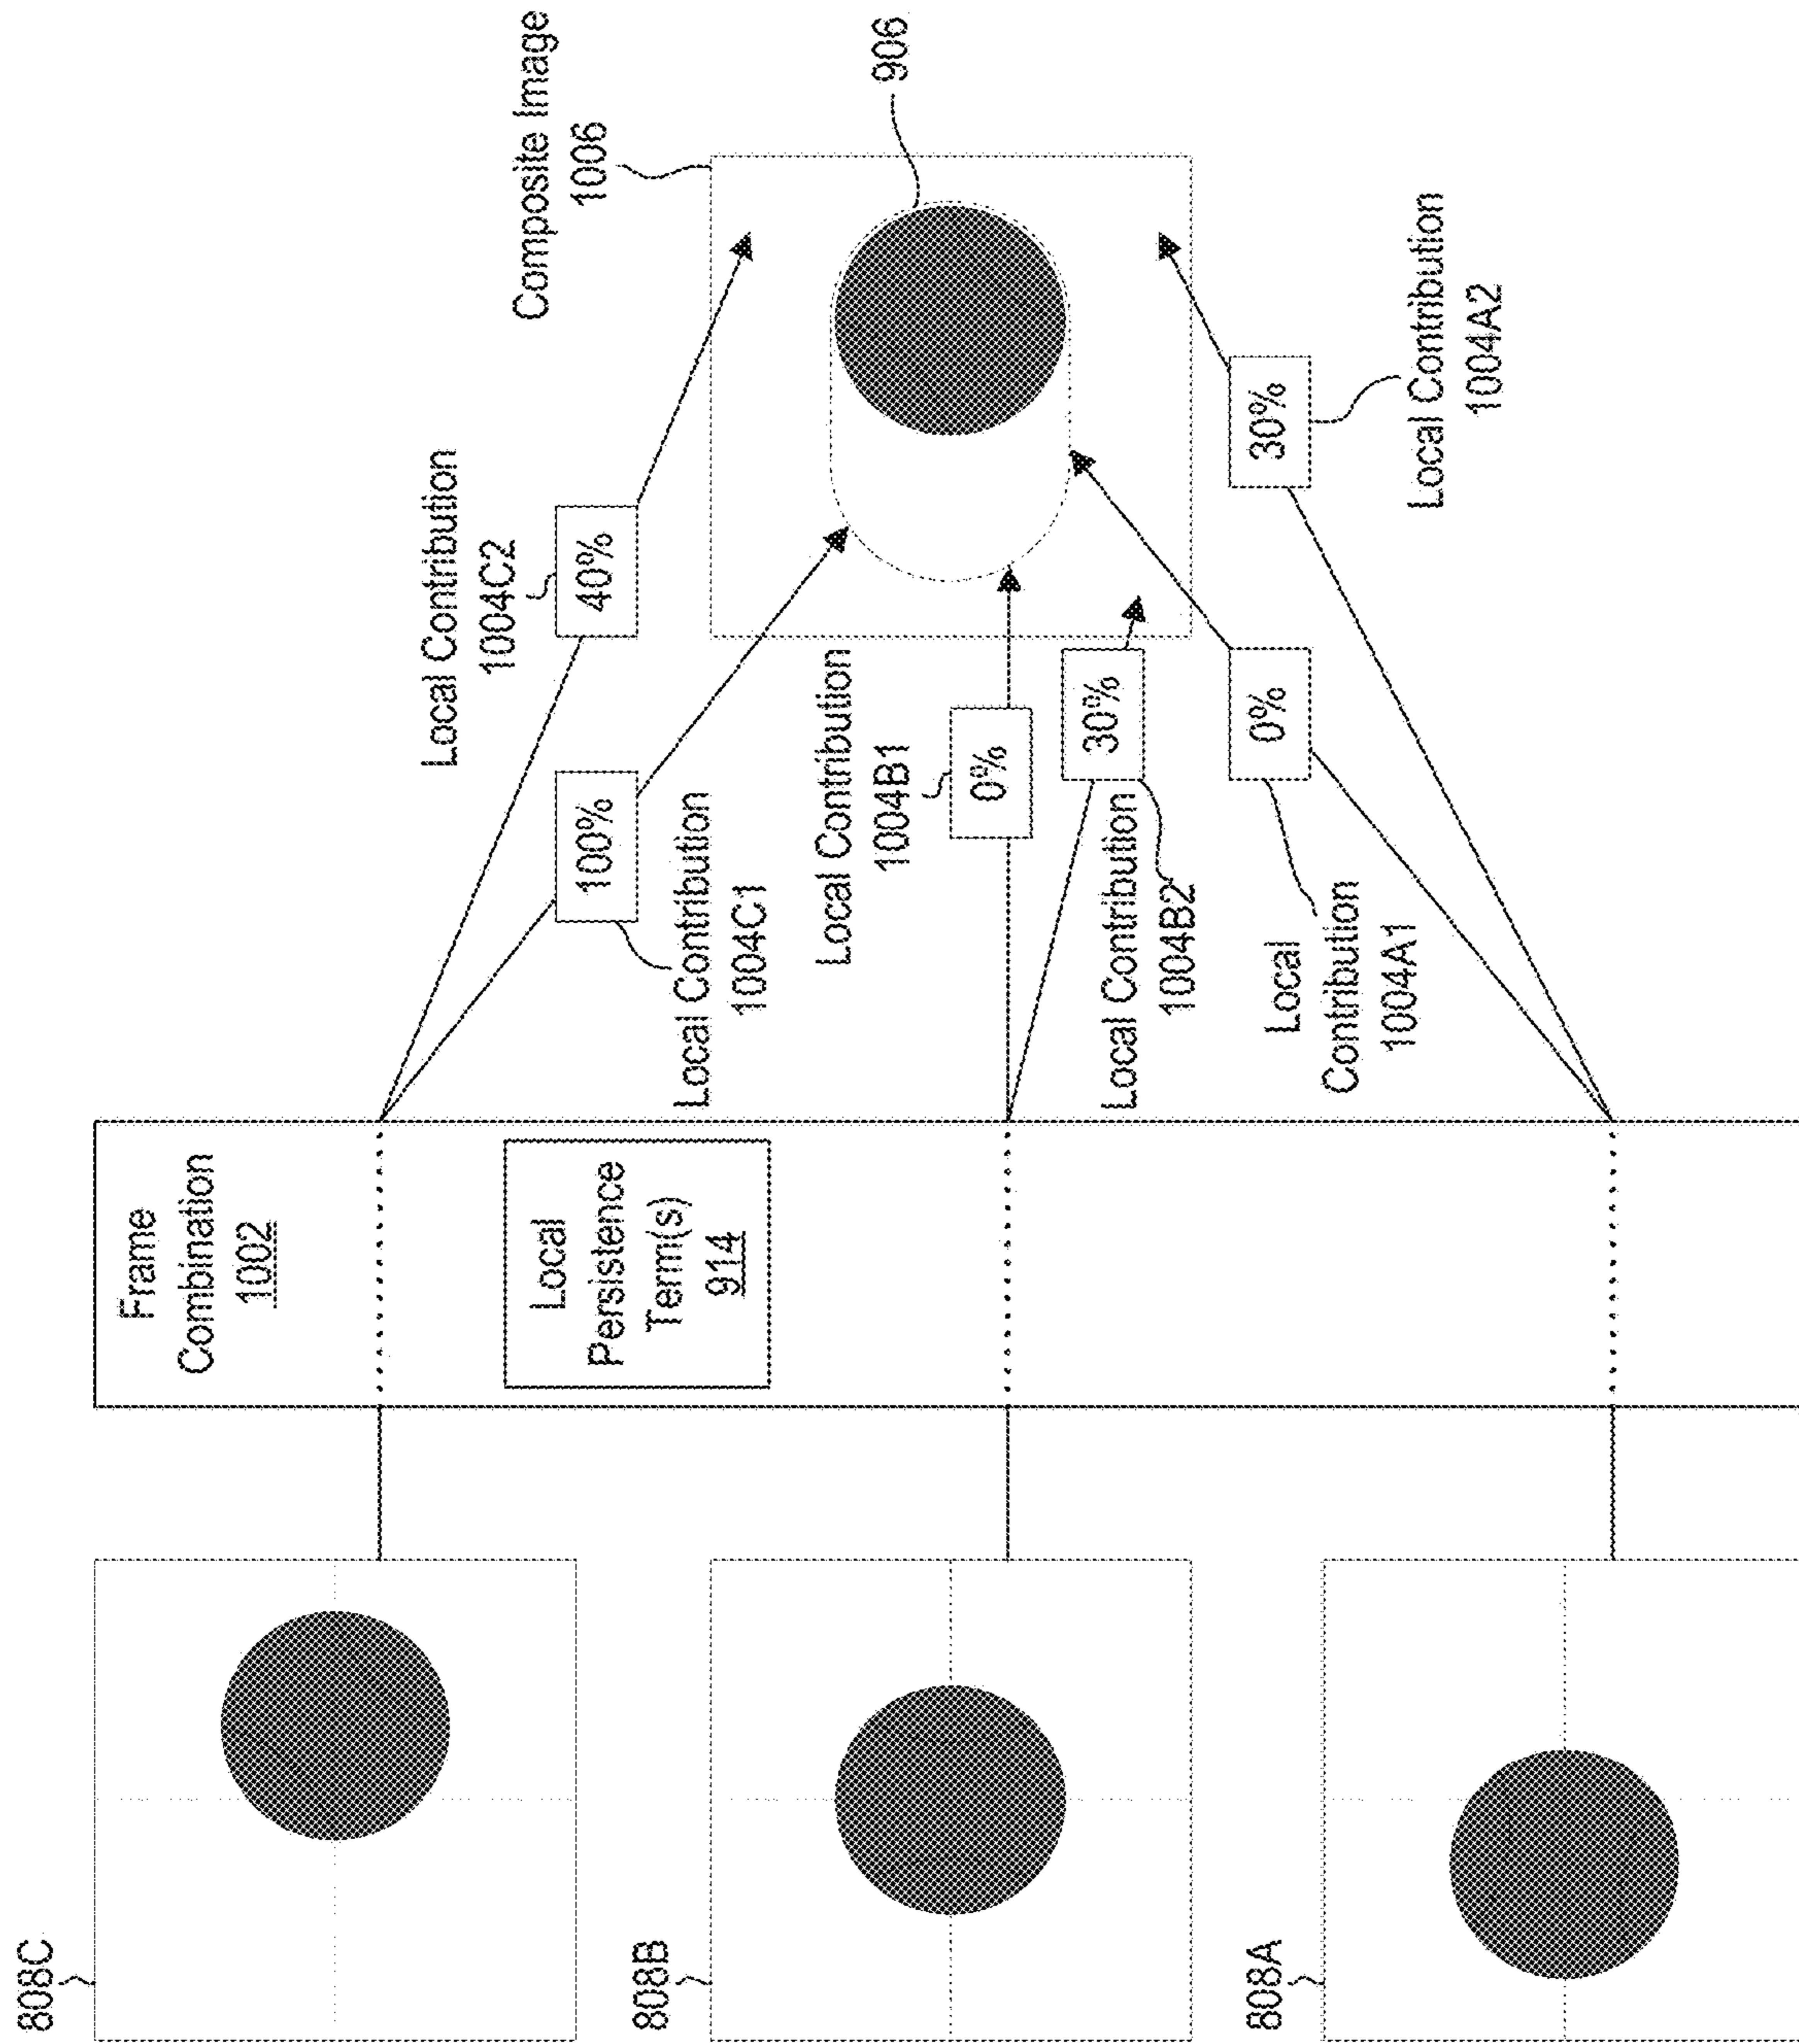 808C
808B
808A
Frame
Combination
1002
Local
Persistence
Term(s)
914
Local Contribution
1004C2
40%
100%
Local Contribution
1004C1
Local Contribution
1004B1
0%
30%
Local Contribution
1004B2
0%
Local
Contribution
1004A1
30%
Local Contribution
1004A2
Composite Image
1006
906